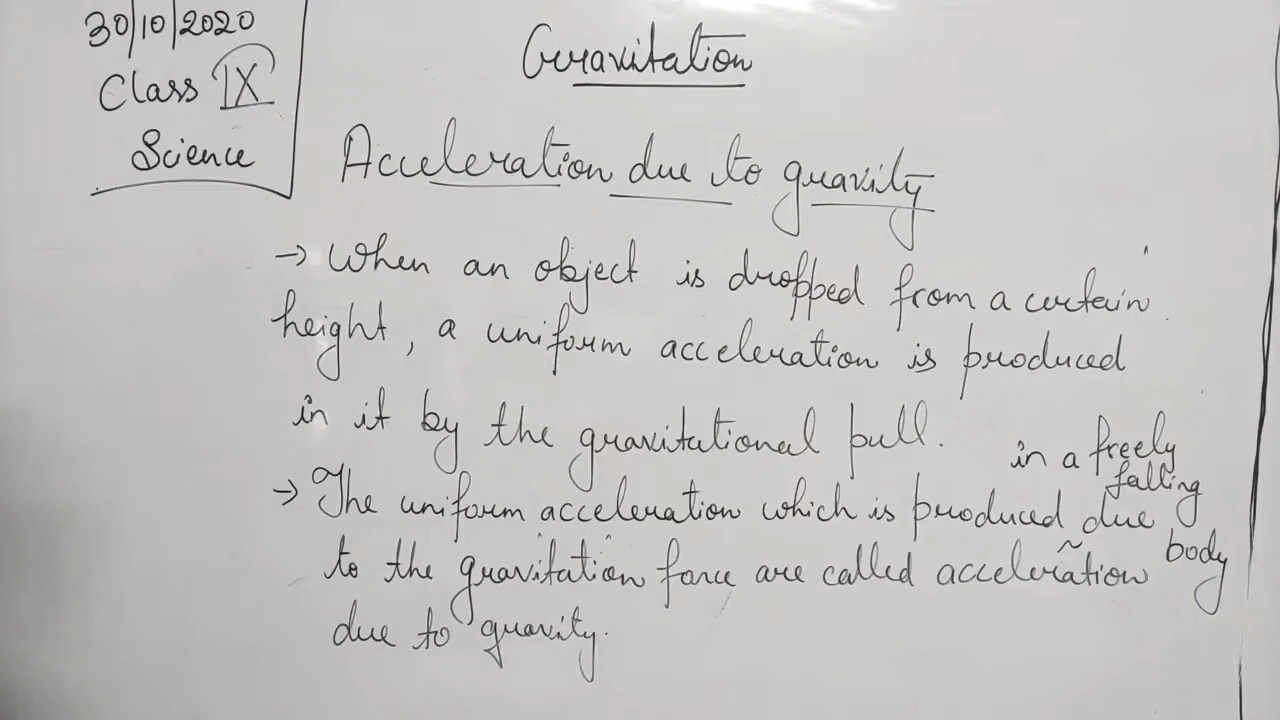 30/10/2020
Class IX
Science
Gravitation
Acceleration due to gravity
→ When an object is dropped from a certain
height, a uniform acceleration is produced
in it by the gravitational pull.
in a freely
falling
body
→ The uniform acceleration which is produced due
to the gravitation force are called acceleration
due to gravity.